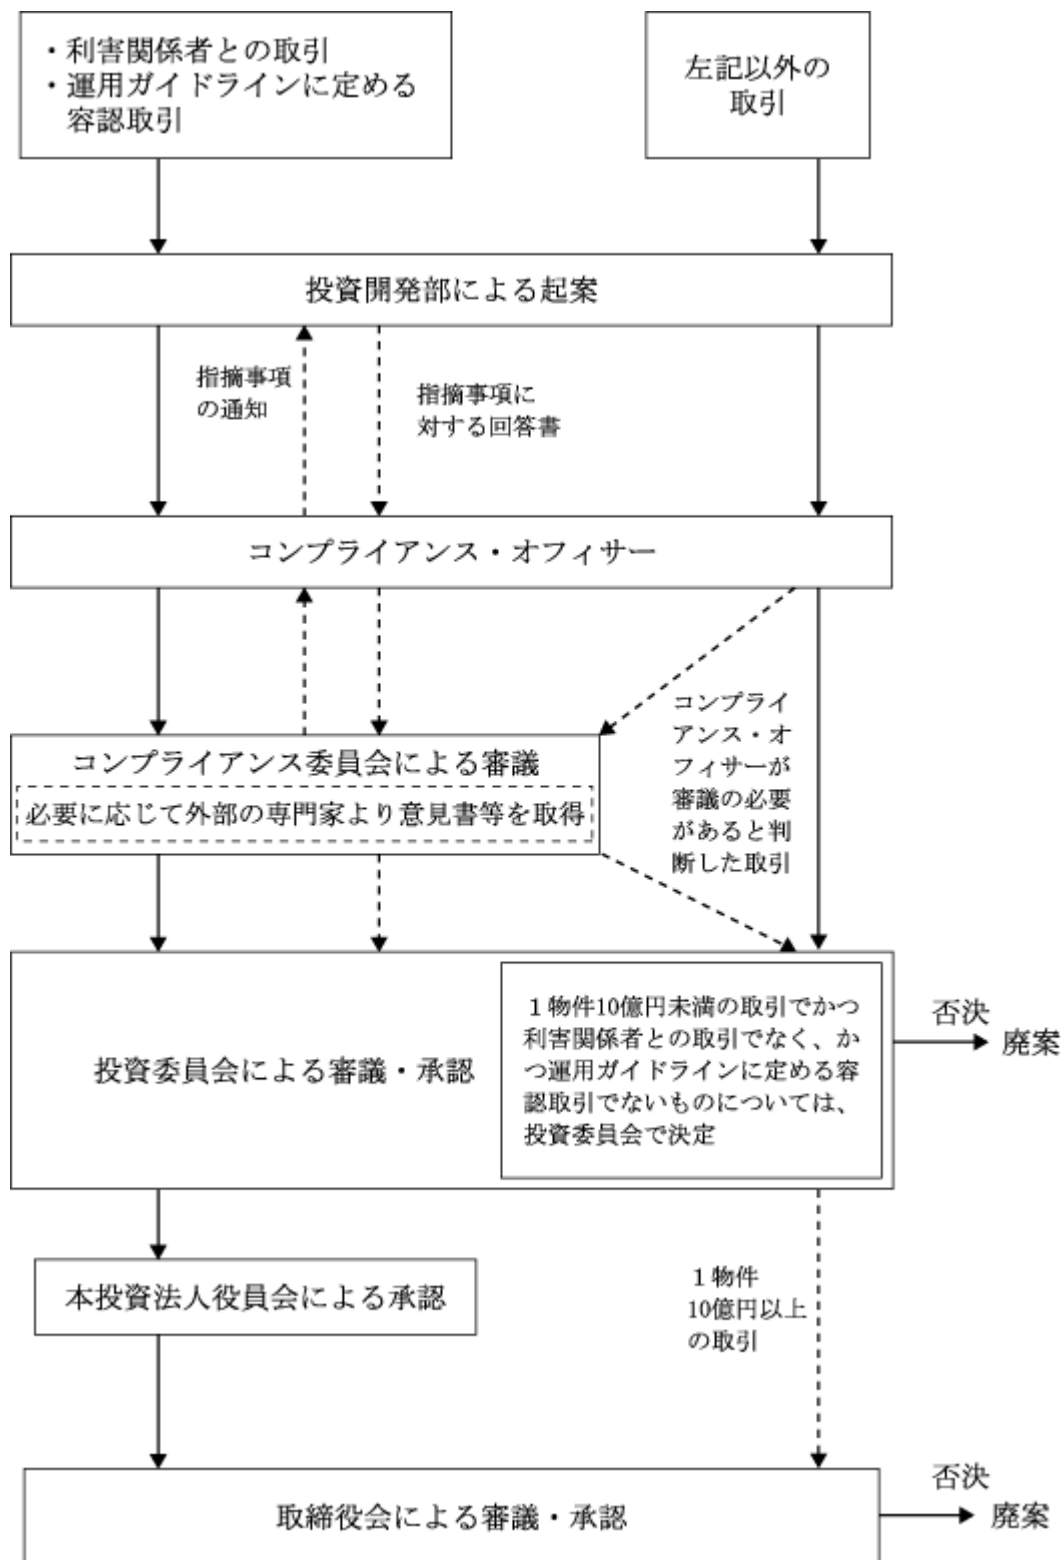 ・利害関係者との取引
・運用ガイドラインに定める
容認取引
左記以外の
取引
投資開発部による起案
指摘事項
の通知
指摘事項に
対する回答書
コンプライアンス・オフィサー
コンプライアンス委員会による審議
必要に応じて外部の専門家より意見書等を取得
コンプライ
アンス・オ
フィサーが
審議の必要
があると判
断した取引
投資委員会による審議・承認
１物件10億円未満の取引でかつ
利害関係者との取引でなく、か
つ運用ガイドラインに定める容
認取引でないものについては、
投資委員会で決定
否決
廃案
本投資法人役員会による承認
１物件
10億円以上
の取引
取締役会による審議・承認
否決
廃案